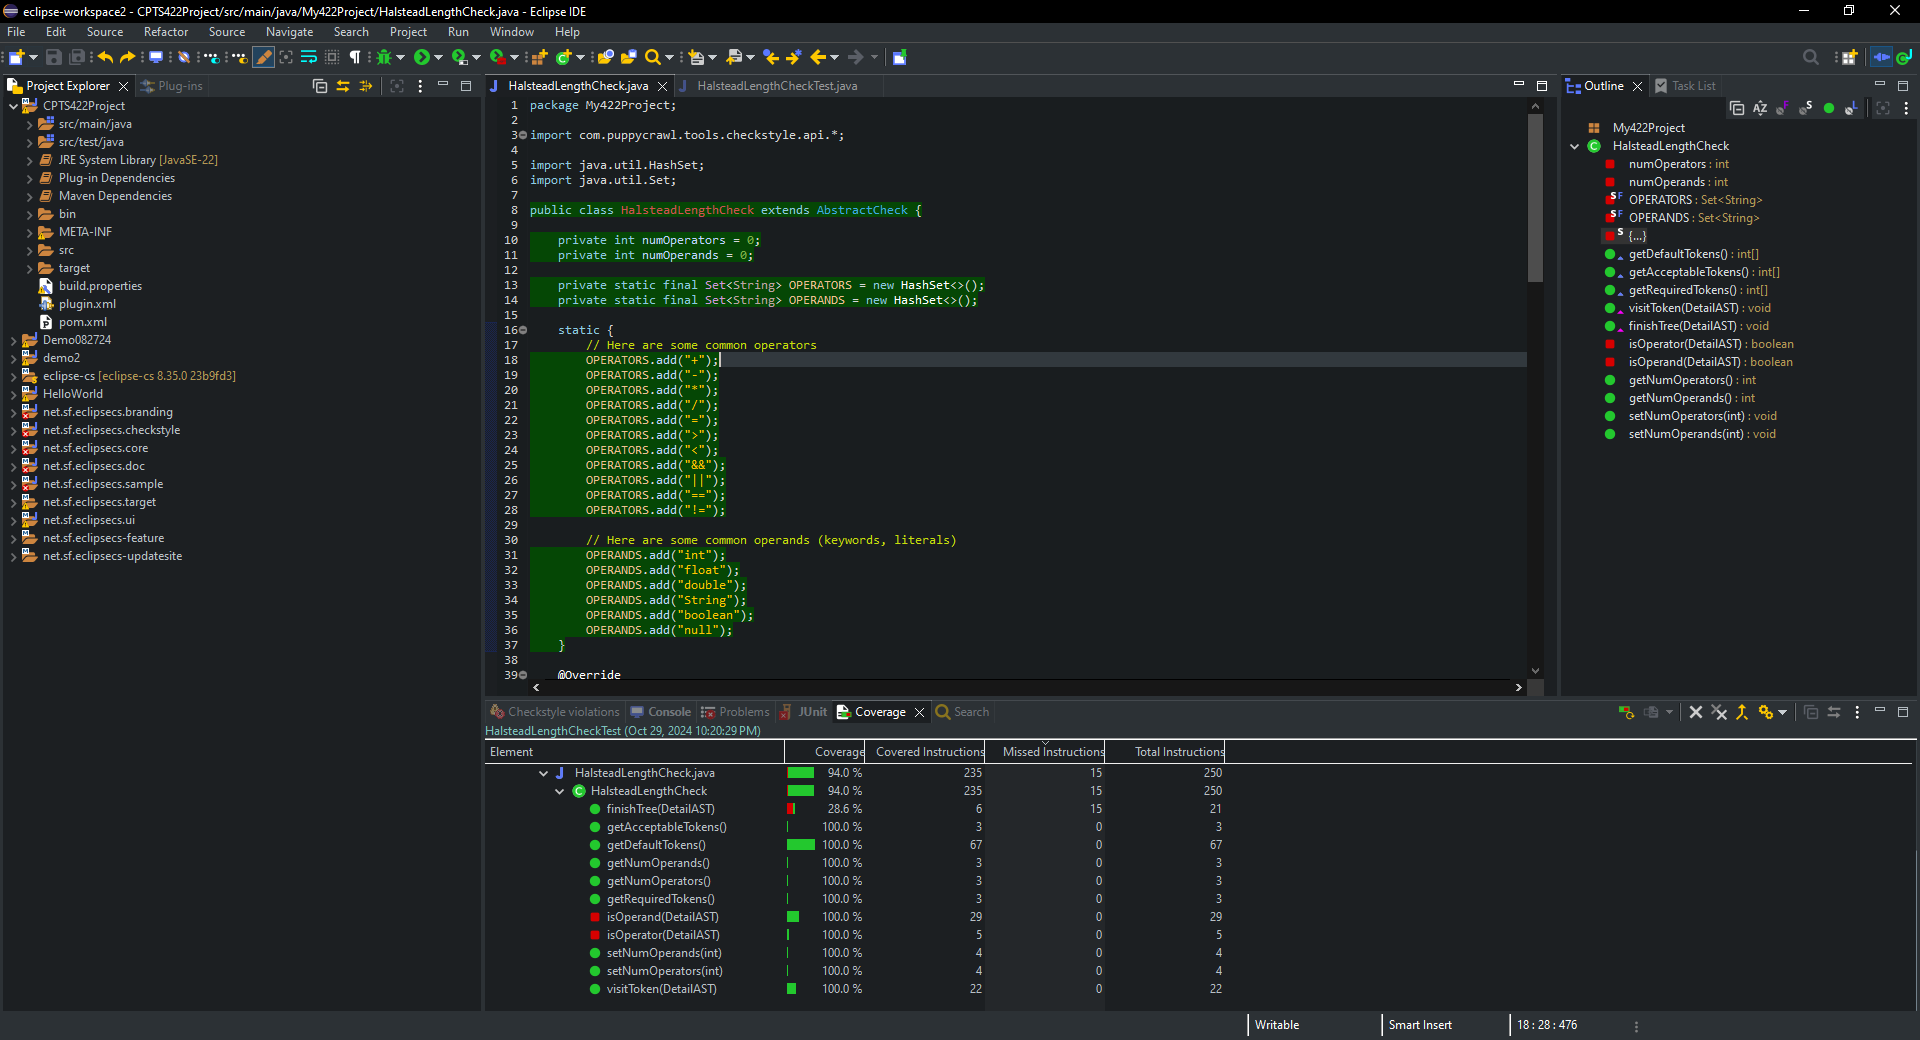 eclipse-workspace2 - CPTS422Project/src/main/java/My422Project/HalsteadLengthCheck.java - Eclipse IDE
File Edit Source Refactor Source Navigate Search Project Run Window Help
Project Explorer Plug-ins
CPTS422Project
src/main/java
src/test/java
JRE System Library [JavaSE-22]
Plug-in Dependencies
Maven Dependencies
bin
META-INF
src
target
build.properties
plugin.xml
pom.xml
Demo082724
demo2
eclipse-cs [eclipse-cs 8.35.0 23b9fd3]
HelloWorld
net.sf.eclipsecs.branding
net.sf.eclipsecs.checkstyle
net.sf.eclipsecs.core
net.sf.eclipsecs.doc
net.sf.eclipsecs.sample
net.sf.eclipsecs.target
net.sf.eclipsecs.ui
net.sf.eclipsecs-feature
net.sf.eclipsecs-updatesite
HalsteadLengthCheck.java HalsteadLengthCheckTest.java
1 package My422Project;
2
3 import com.puppycrawl.tools.checkstyle.api.*;
4
5 import java.util.HashSet;
6 import java.util.Set;
7
8 public class HalsteadLengthCheck extends AbstractCheck {
9
10 private int numOperators = 0;
11 private int numOperands = 0;
12
13 private static final Set<String> OPERATORS = new HashSet<>();
14 private static final Set<String> OPERANDS = new HashSet<>();
15
16 static {
17 // Here are some common operators
18 OPERATORS.add("+");
19 OPERATORS.add("-");
20 OPERATORS.add("*");
21 OPERATORS.add("/");
22 OPERATORS.add("=");
23 OPERATORS.add(">");
24 OPERATORS.add("<");
25 OPERATORS.add("&&");
26 OPERATORS.add("||");
27 OPERATORS.add("==");
28 OPERATORS.add("!=");
29
30 // Here are some common operands (keywords, literals)
31 OPERANDS.add("int");
32 OPERANDS.add("float");
33 OPERANDS.add("double");
34 OPERANDS.add("String");
35 OPERANDS.add("boolean");
36 OPERANDS.add("null");
37 }
38
39 @Override
Outline Task List
My422Project
HalsteadLengthCheck
numOperators : int
numOperands : int
OPERATORS : Set<String>
OPERANDS : Set<String>
{...}
getDefaultTokens() : int[]
getAcceptableTokens() : int[]
getRequiredTokens() : int[]
visitToken(DetailAST) : void
finishTree(DetailAST) : void
isOperator(DetailAST) : boolean
isOperand(DetailAST) : boolean
getNumOperators() : int
getNumOperands() : int
setNumOperators(int) : void
setNumOperands(int) : void
Checkstyle violations Console Problems JUnit Coverage Search
HalsteadLengthCheckTest (Oct 29, 2024 10:20:29 PM)
Element Coverage Covered Instructions Missed Instructions Total Instructions
HalsteadLengthCheck.java 94.0 % 235 15 250
HalsteadLengthCheck 94.0 % 235 15 250
finishTree(DetailAST) 28.6 % 6 15 21
getAcceptableTokens() 100.0 % 3 0 3
getDefaultTokens() 100.0 % 67 0 67
getNumOperands() 100.0 % 3 0 3
getNumOperators() 100.0 % 3 0 3
getRequiredTokens() 100.0 % 3 0 3
isOperand(DetailAST) 100.0 % 29 0 29
isOperator(DetailAST) 100.0 % 5 0 5
setNumOperands(int) 100.0 % 4 0 4
setNumOperators(int) 100.0 % 4 0 4
visitToken(DetailAST) 100.0 % 22 0 22
Writable Smart Insert 18 : 28 : 476